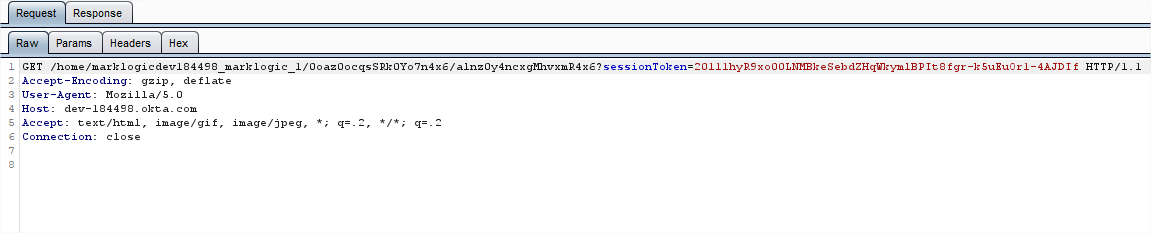 Request Response
Raw Params Headers Hex
1 GET /home/marklogicdev184498_marklogic_1/0oaz0ocqsSRk0Yo7n4x6/alnz0y4ncxgMhvxmR4x6?sessionToken=20111hyR9xo00LNMBkeSebdZHqWkym1BPIt8fgr-k5uEu0r1-4AJDIf HTTP/1.1
2 Accept-Encoding: gzip, deflate
3 User-Agent: Mozilla/5.0
4 Host: dev-184498.okta.com
5 Accept: text/html, image/gif, image/jpeg, *; q=.2, */*; q=.2
6 Connection: close
7
8